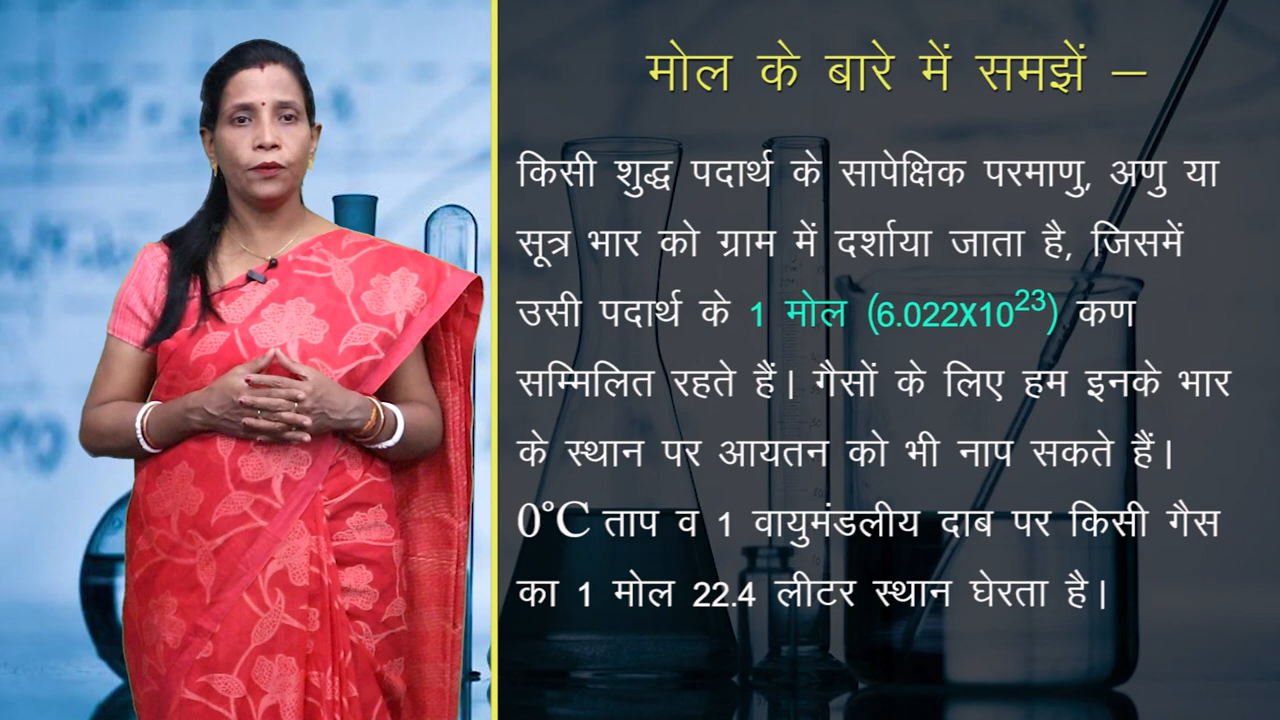 मोल के बारे में समझें –
किसी शुद्ध पदार्थ के सापेक्षिक परमाणु, अणु या
सूत्र भार को ग्राम में दर्शाया जाता है, जिसमें
उसी पदार्थ के 1 मोल (6.022X10²³) कण
सम्मिलित रहते हैं। गैसों के लिए हम इनके भार
के स्थान पर आयतन को भी नाप सकते हैं।
0°C ताप व 1 वायुमंडलीय दाब पर किसी गैस
का 1 मोल 22.4 लीटर स्थान घेरता है।